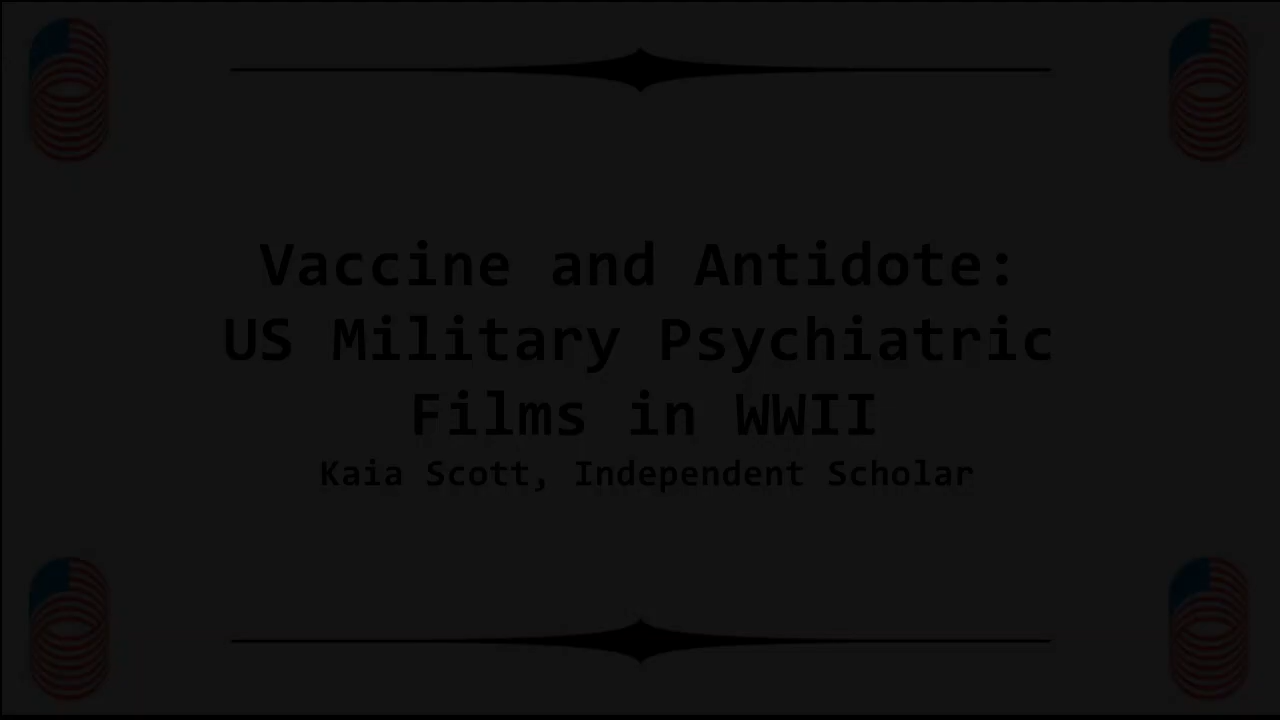 Vaccine and Antidote:
US Military Psychiatric
Films in WWII
Kaia Scott, Independent Scholar